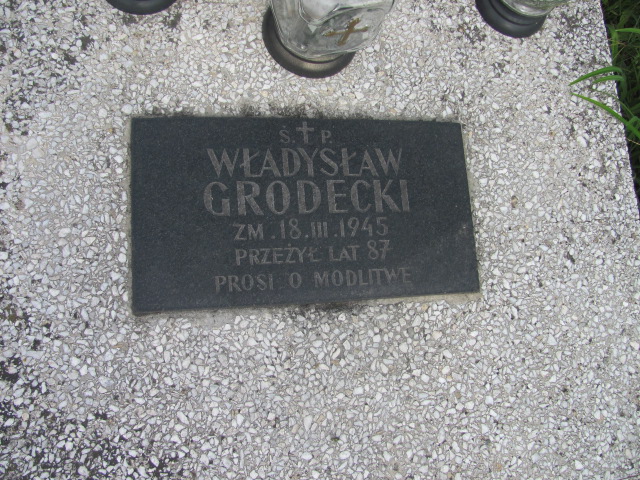 Ś. P.
WŁADYSŁAW
GRODECKI
ZM. 18.III.1945
PRZEŻYŁ LAT 87
PROSI O MODLITWĘ